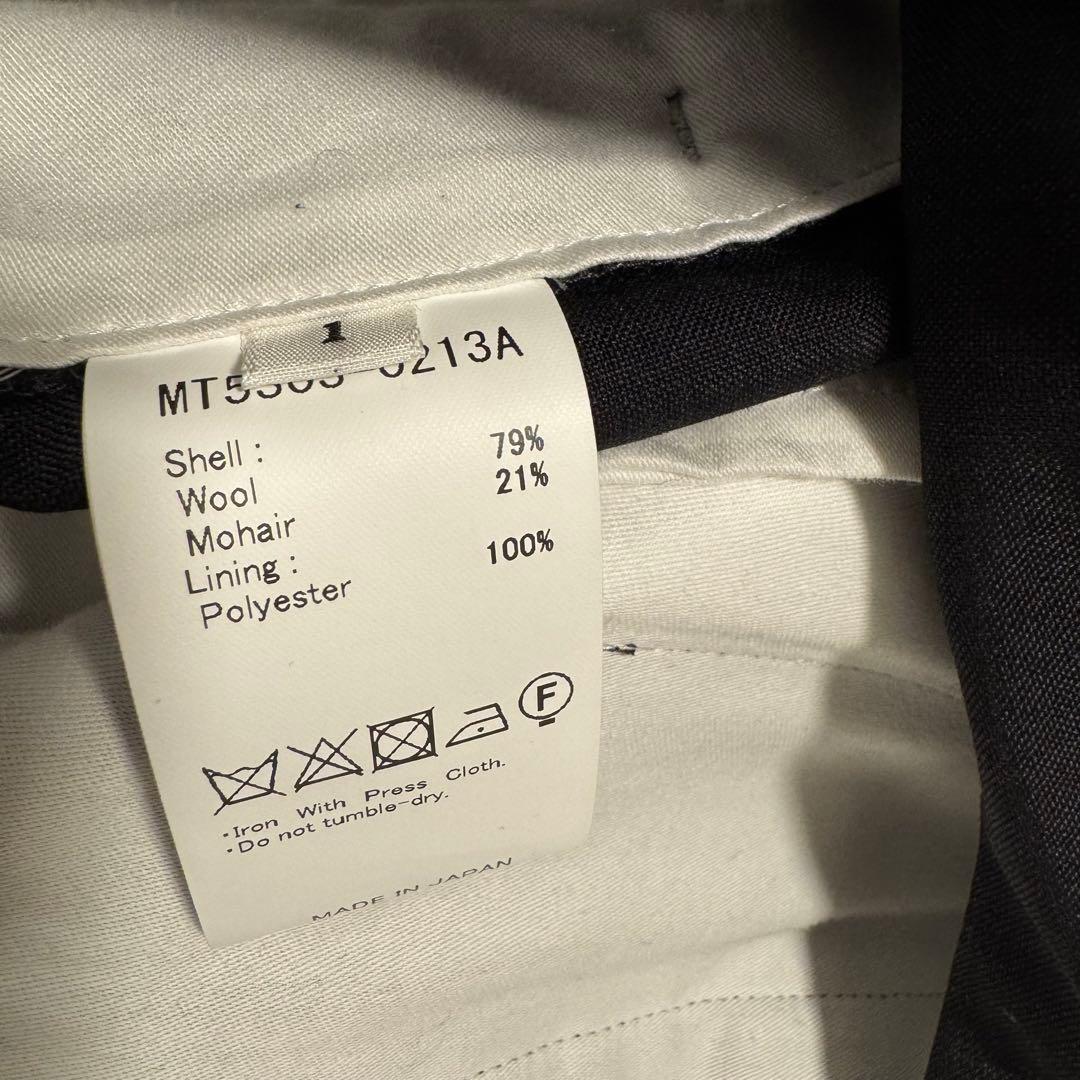 1
213A
Shell : 79%
Wool 21%
Mohair
Lining : 100%
Polyester
F
·Iron With Press Cloth.
·Do not tumble-dry.
MADE IN JAPAN